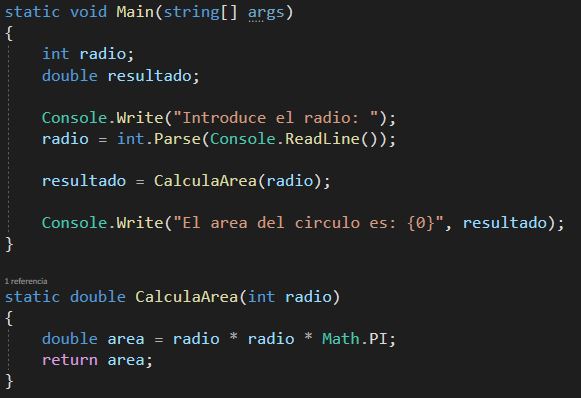 static void Main(string[] args)
{
int radio;
double resultado;
Console.Write("Introduce el radio: ");
radio = int.Parse(Console.ReadLine());
resultado = CalculaArea(radio);
Console.Write("El area del circulo es: {0}", resultado);
}
1 referencia
static double CalculaArea(int radio)
{
double area = radio * radio * Math.PI;
return area;
}